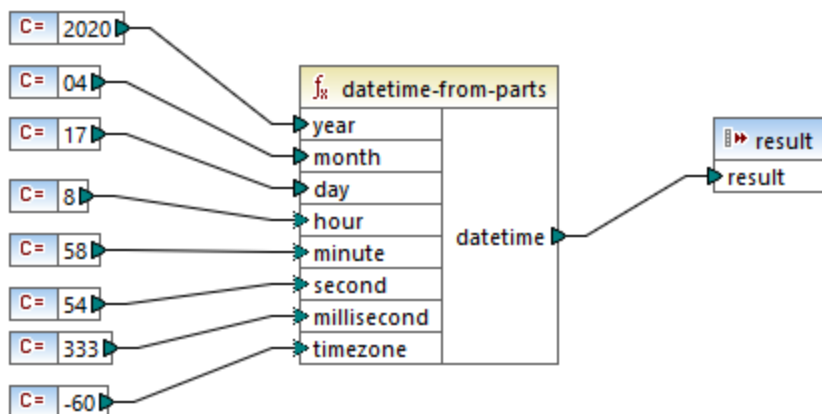 C= 2020
C= 04
C= 17
C= 8
C= 58
C= 54
C= 333
C= -60
fx datetime-from-parts
year
month
day
hour
minute
second
millisecond
timezone
datetime
result
result